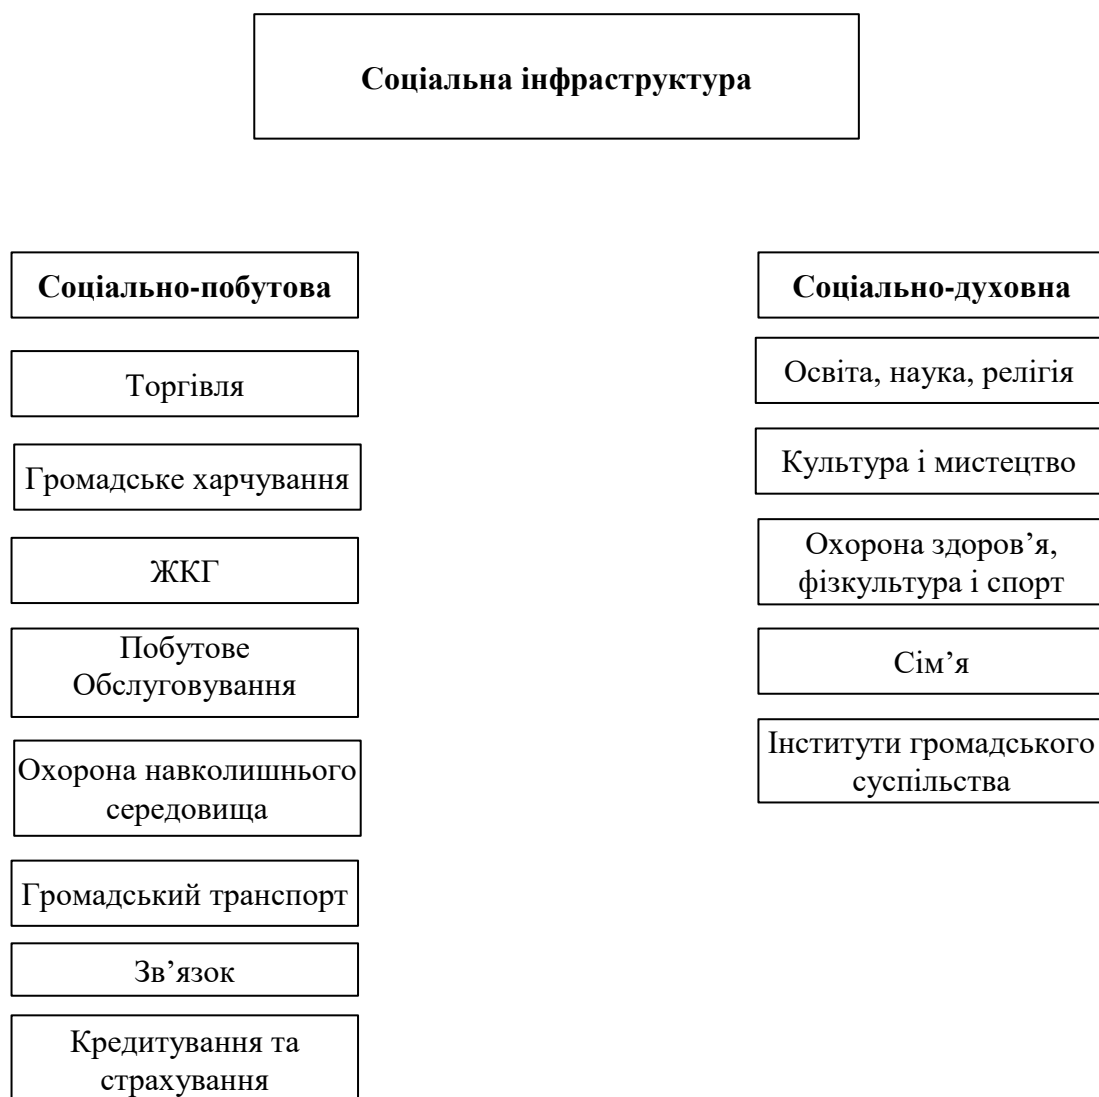 Соціальна інфраструктура
Соціально-побутова
Торгівля
Громадське харчування
ЖКГ
Побутове
Обслуговування
Охорона навколишнього
середовища
Громадський транспорт
Зв’язок
Кредитування та
страхування
Соціально-духовна
Освіта, наука, релігія
Культура і мистецтво
Охорона здоров’я,
фізкультура і спорт
Сім’я
Інститути громадського
суспільства